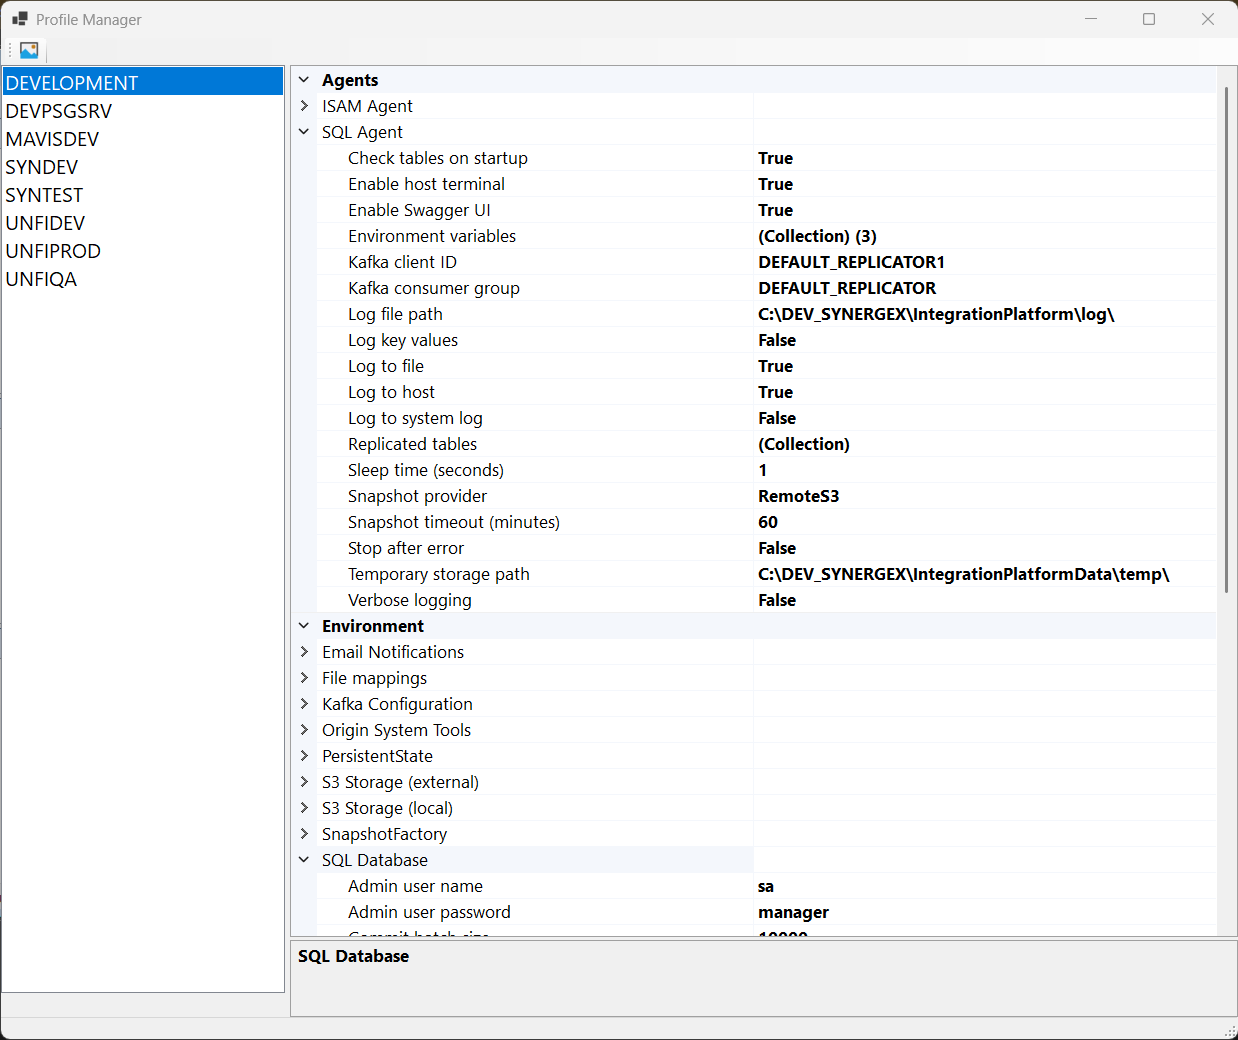 Profile Manager
DEVELOPMENT
DEVPSGSRV
MAVISDEV
SYNDEV
SYNTEST
UNFIDEV
UNFIPROD
UNFIQA
Agents
ISAM Agent
SQL Agent
Check tables on startup True
Enable host terminal True
Enable Swagger UI True
Environment variables (Collection) (3)
Kafka client ID DEFAULT_REPLICATOR1
Kafka consumer group DEFAULT_REPLICATOR
Log file path C:\DEV_SYNERGEX\IntegrationPlatform\log\
Log key values False
Log to file True
Log to host True
Log to system log False
Replicated tables (Collection)
Sleep time (seconds) 1
Snapshot provider RemoteS3
Snapshot timeout (minutes) 60
Stop after error False
Temporary storage path C:\DEV_SYNERGEX\IntegrationPlatformData\temp\
Verbose logging False
Environment
Email Notifications
File mappings
Kafka Configuration
Origin System Tools
PersistentState
S3 Storage (external)
S3 Storage (local)
SnapshotFactory
SQL Database
Admin user name sa
Admin user password manager
Commit batch size 10000
SQL Database